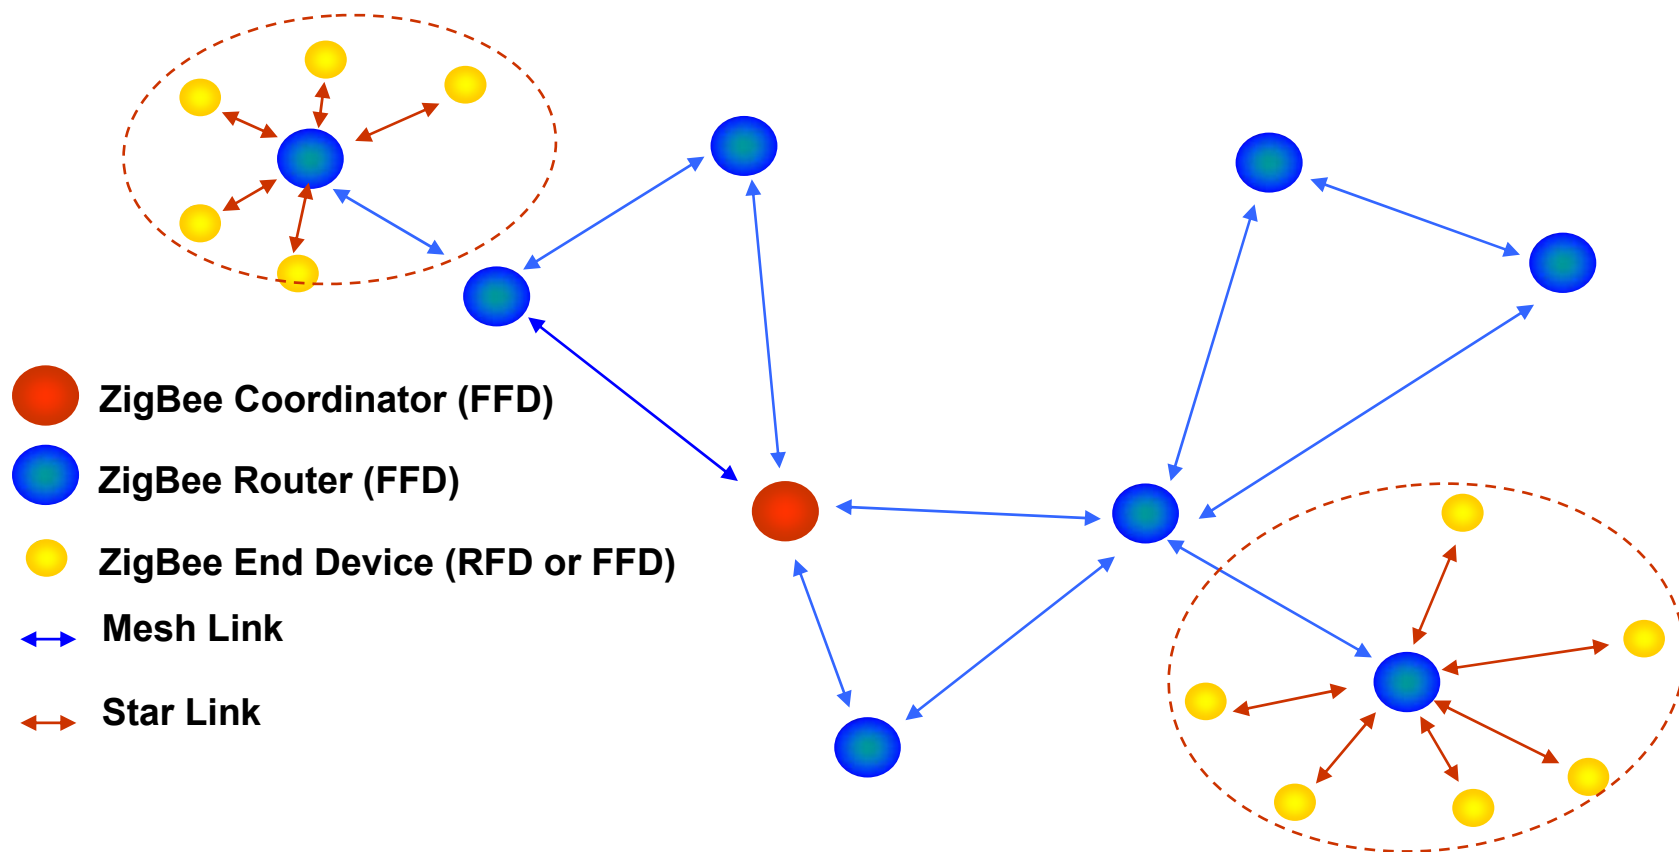 ZigBee Coordinator (FFD)
ZigBee Router (FFD)
ZigBee End Device (RFD or FFD)
Mesh Link
Star Link